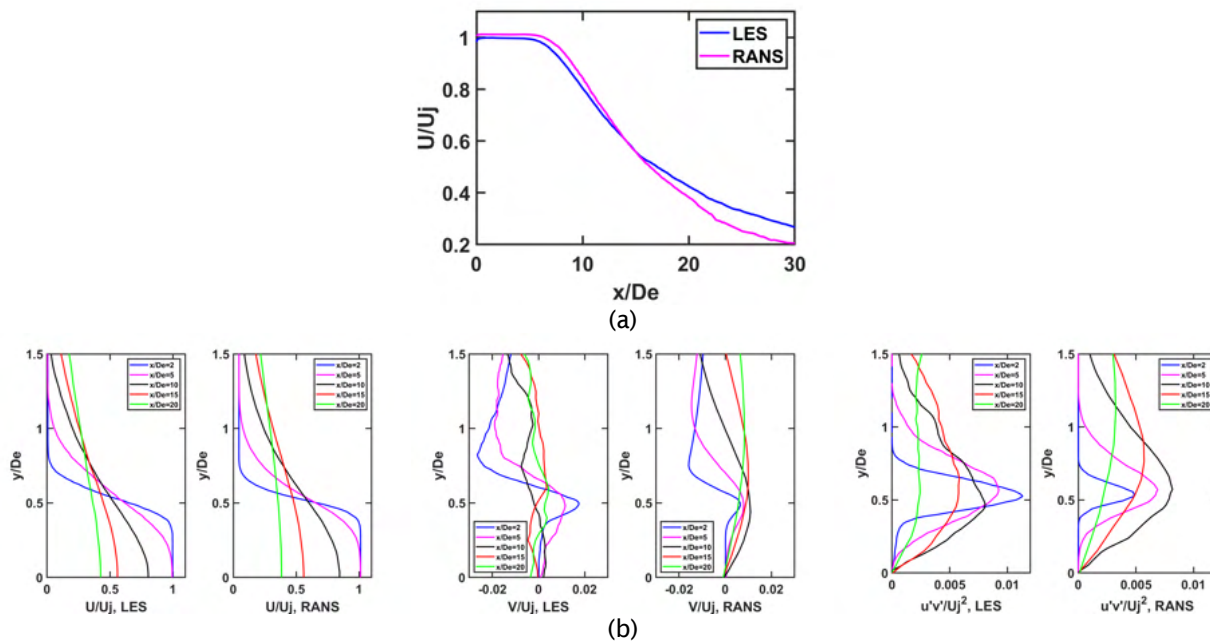 LES
RANS
1
0.8
0.6
0.4
0.2
U/Uj
0 10 20 30
x/De
(a)
1.5
1
0.5
0
y/De
x/De=2
x/De=5
x/De=10
x/De=15
x/De=20
0 0.5 1
U/Uj, LES
1.5
1
0.5
0
y/De
x/De=2
x/De=5
x/De=10
x/De=15
x/De=20
0 0.5 1
U/Uj, RANS
1.5
1
0.5
0
y/De
x/De=2
x/De=5
x/De=10
x/De=15
x/De=20
-0.02 0 0.02
V/Uj, LES
1.5
1
0.5
0
y/De
x/De=2
x/De=5
x/De=10
x/De=15
x/De=20
-0.02 0 0.02
V/Uj, RANS
1.5
1
0.5
0
y/De
x/De=2
x/De=5
x/De=10
x/De=15
x/De=20
0 0.005 0.01
u'v'/Uj², LES
1.5
1
0.5
0
y/De
x/De=2
x/De=5
x/De=10
x/De=15
x/De=20
0 0.005 0.01
u'v'/Uj², RANS
(b)